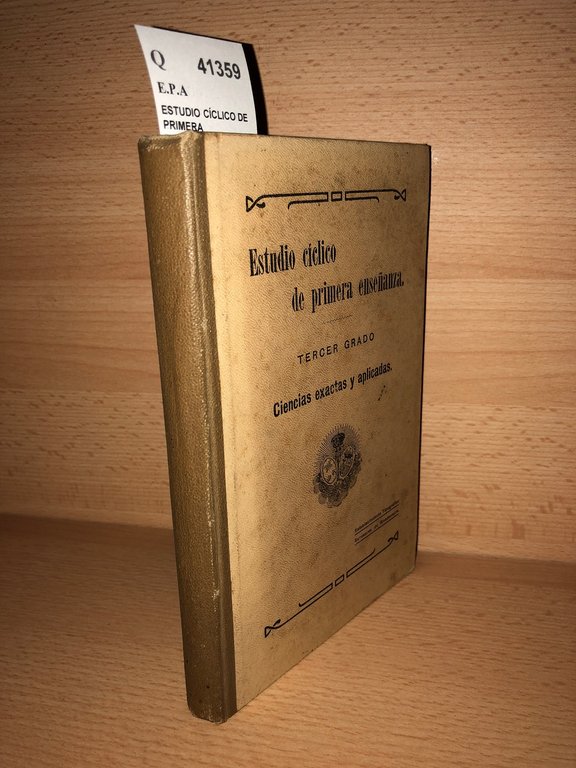 Q 41359
E.P.A
ESTUDIO CÍCLICO DE
PRIMERA
Estudio cíclico
de primera enseñanza.
TERCER GRADO
Ciencias exactas y aplicadas.